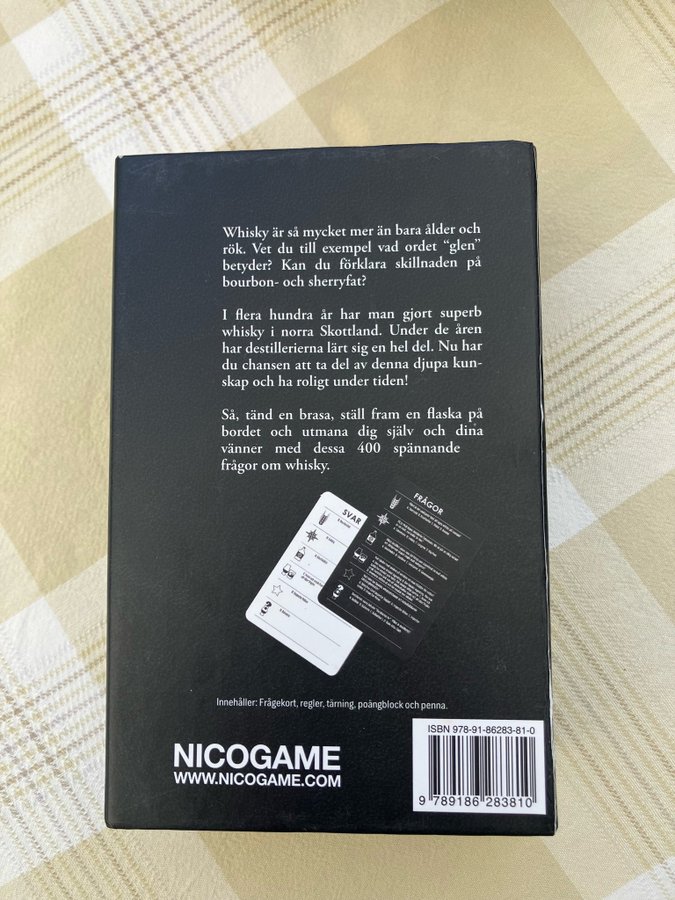 Whisky är så mycket mer än bara ålder och
rök. Vet du till exempel vad ordet “glen”
betyder? Kan du förklara skillnaden på
bourbon- och sherryfat?
I flera hundra år har man gjort superb
whisky i norra Skottland. Under de åren
har destillerierna lärt sig en hel del. Nu har
du chansen att ta del av denna djupa kun-
skap och ha roligt under tiden!
Så, tänd en brasa, ställ fram en flaska på
bordet och utmana dig själv och dina
vänner med dessa 400 spännande
frågor om whisky.
SVAR
FRÅGOR
Innehåller: Frågekort, regler, tärning, poängblock och penna.
NICOGAME
WWW.NICOGAME.COM
ISBN 978-91-86283-81-0
9 789186 283810